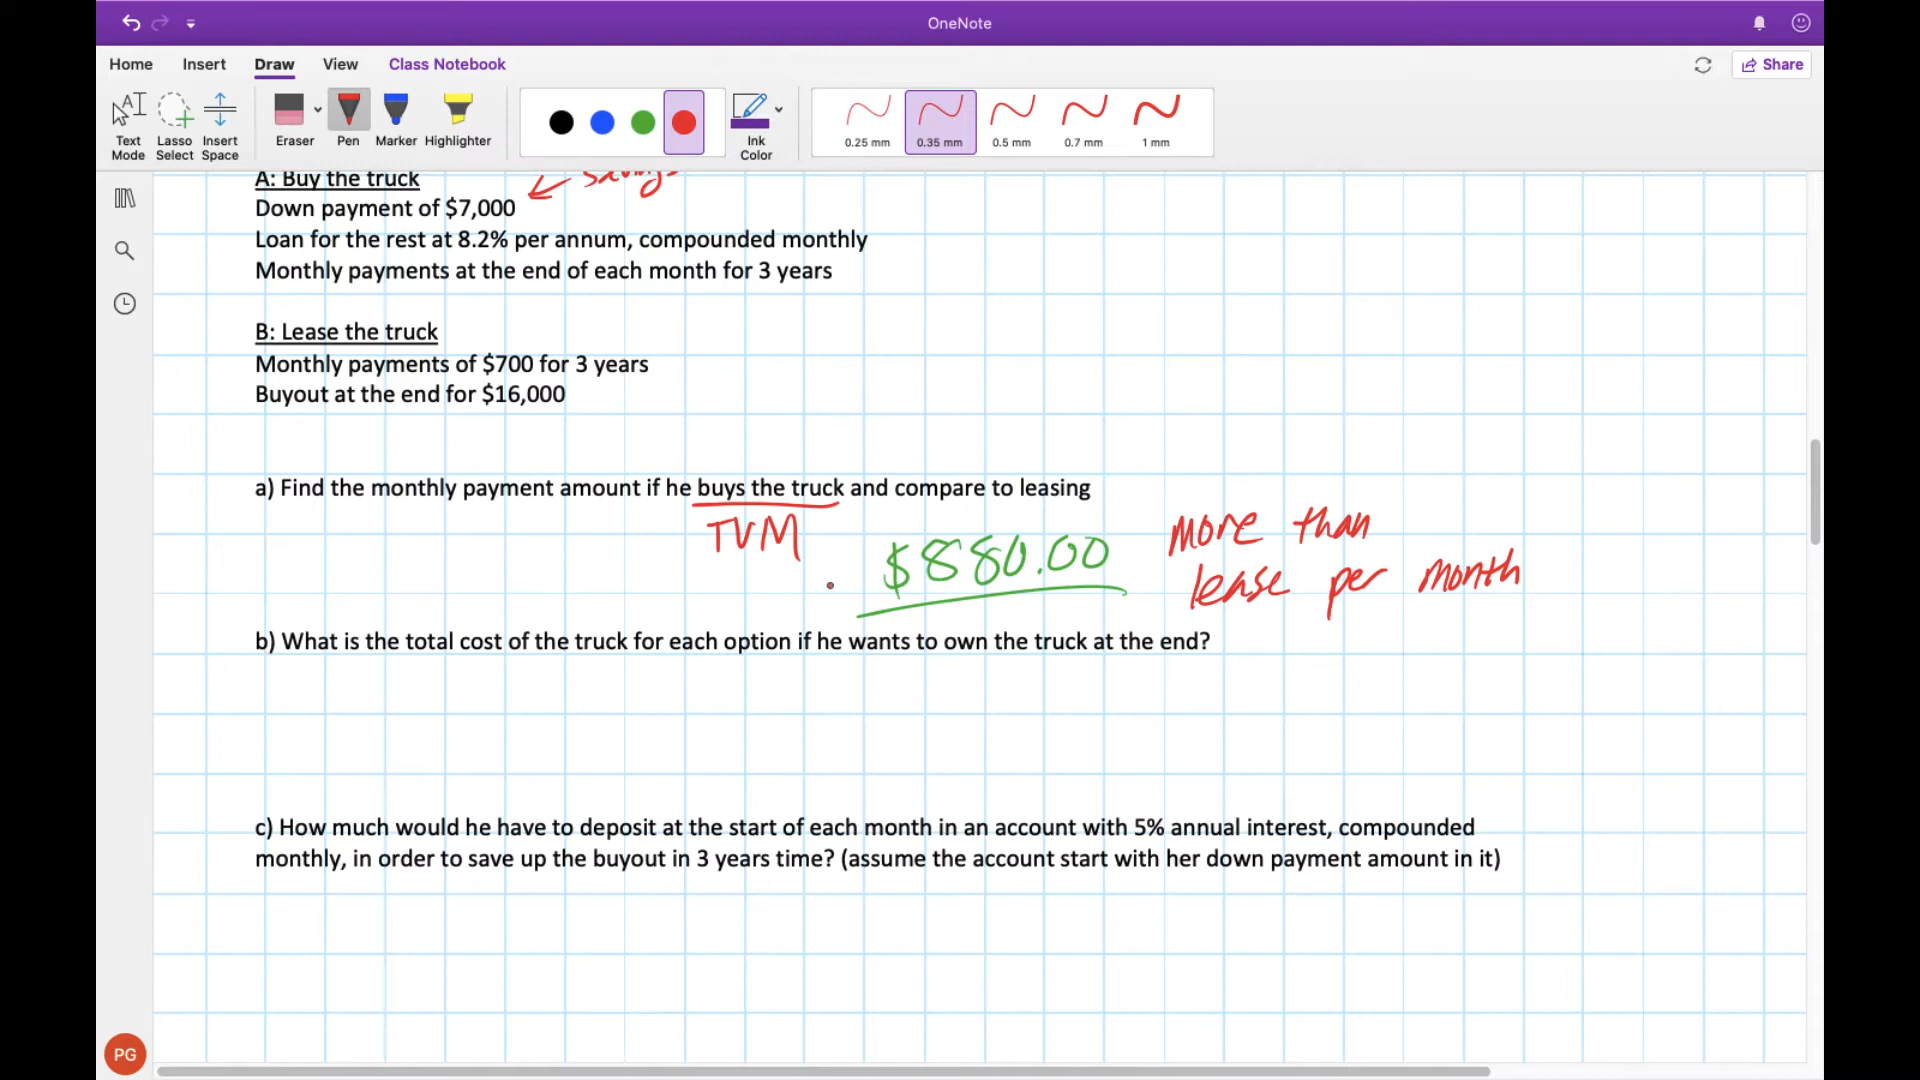 OneNote
Home Insert Draw View Class Notebook Share
Text Mode
Lasso Select
Insert Space
Eraser
Pen
Marker
Highlighter
Ink Color
0.25 mm
0.35 mm
0.5 mm
0.7 mm
1 mm
A: Buy the truck
savings
Down payment of $7,000
Loan for the rest at 8.2% per annum, compounded monthly
Monthly payments at the end of each month for 3 years
B: Lease the truck
Monthly payments of $700 for 3 years
Buyout at the end for $16,000
a) Find the monthly payment amount if he buys the truck and compare to leasing
TVM
$880.00
more than
lease per month
b) What is the total cost of the truck for each option if he wants to own the truck at the end?
c) How much would he have to deposit at the start of each month in an account with 5% annual interest, compounded
monthly, in order to save up the buyout in 3 years time? (assume the account start with her down payment amount in it)
PG